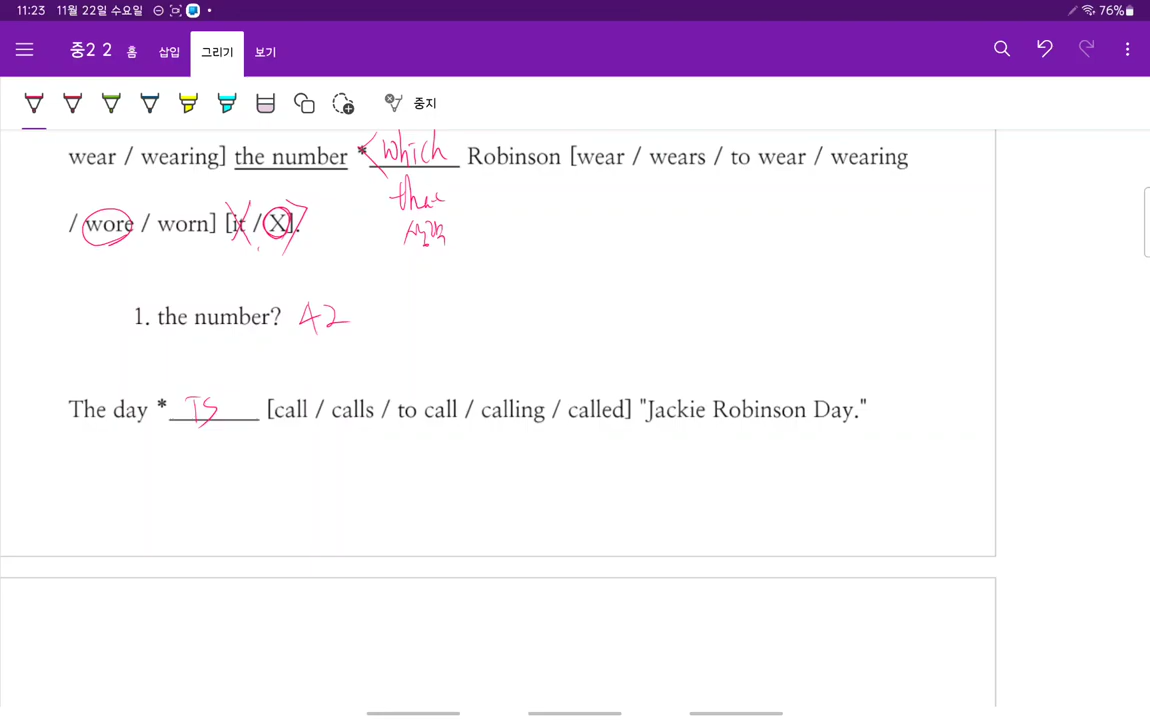 11:23 11월 22일 수요일 76%
중2 2 홈 삽입 그리기 보기
중지
wear / wearing] the number *which Robinson [wear / wears / to wear / wearing
that
/ wore / worn] [it / X].
생략
1. the number? 42
The day * is [call / calls / to call / calling / called] "Jackie Robinson Day."